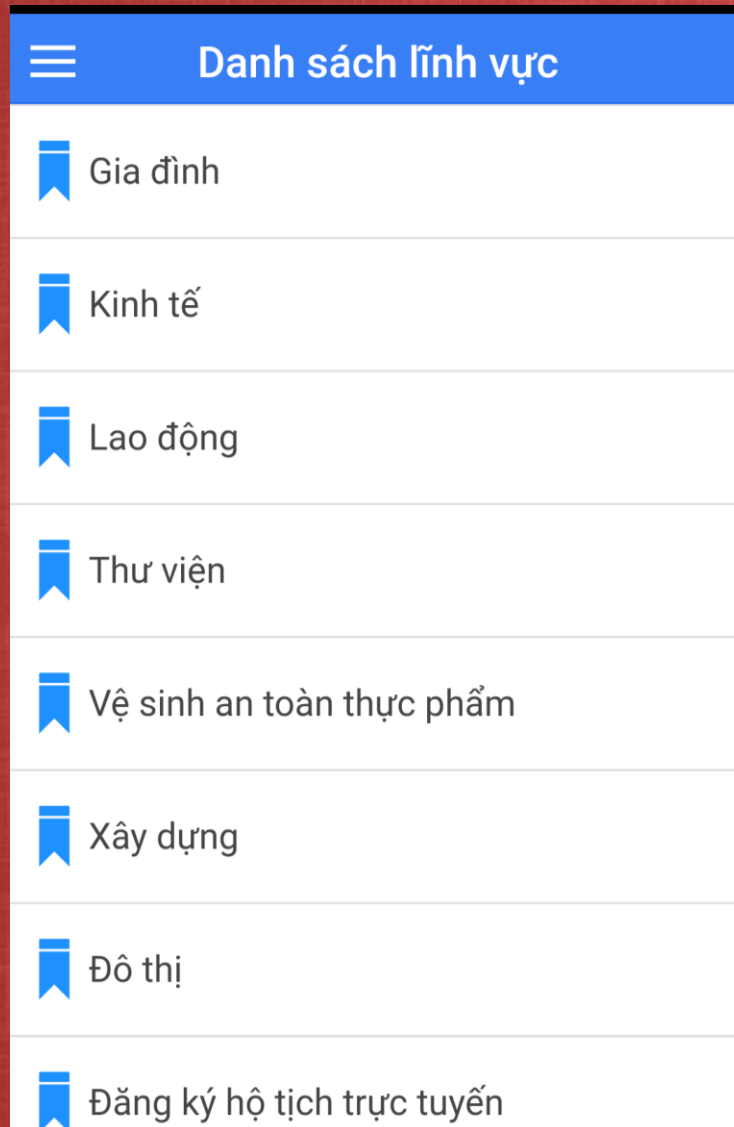 Danh sách lĩnh vực
Gia đình
Kinh tế
Lao động
Thư viện
Vệ sinh an toàn thực phẩm
Xây dựng
Đô thị
Đăng ký hộ tịch trực tuyến